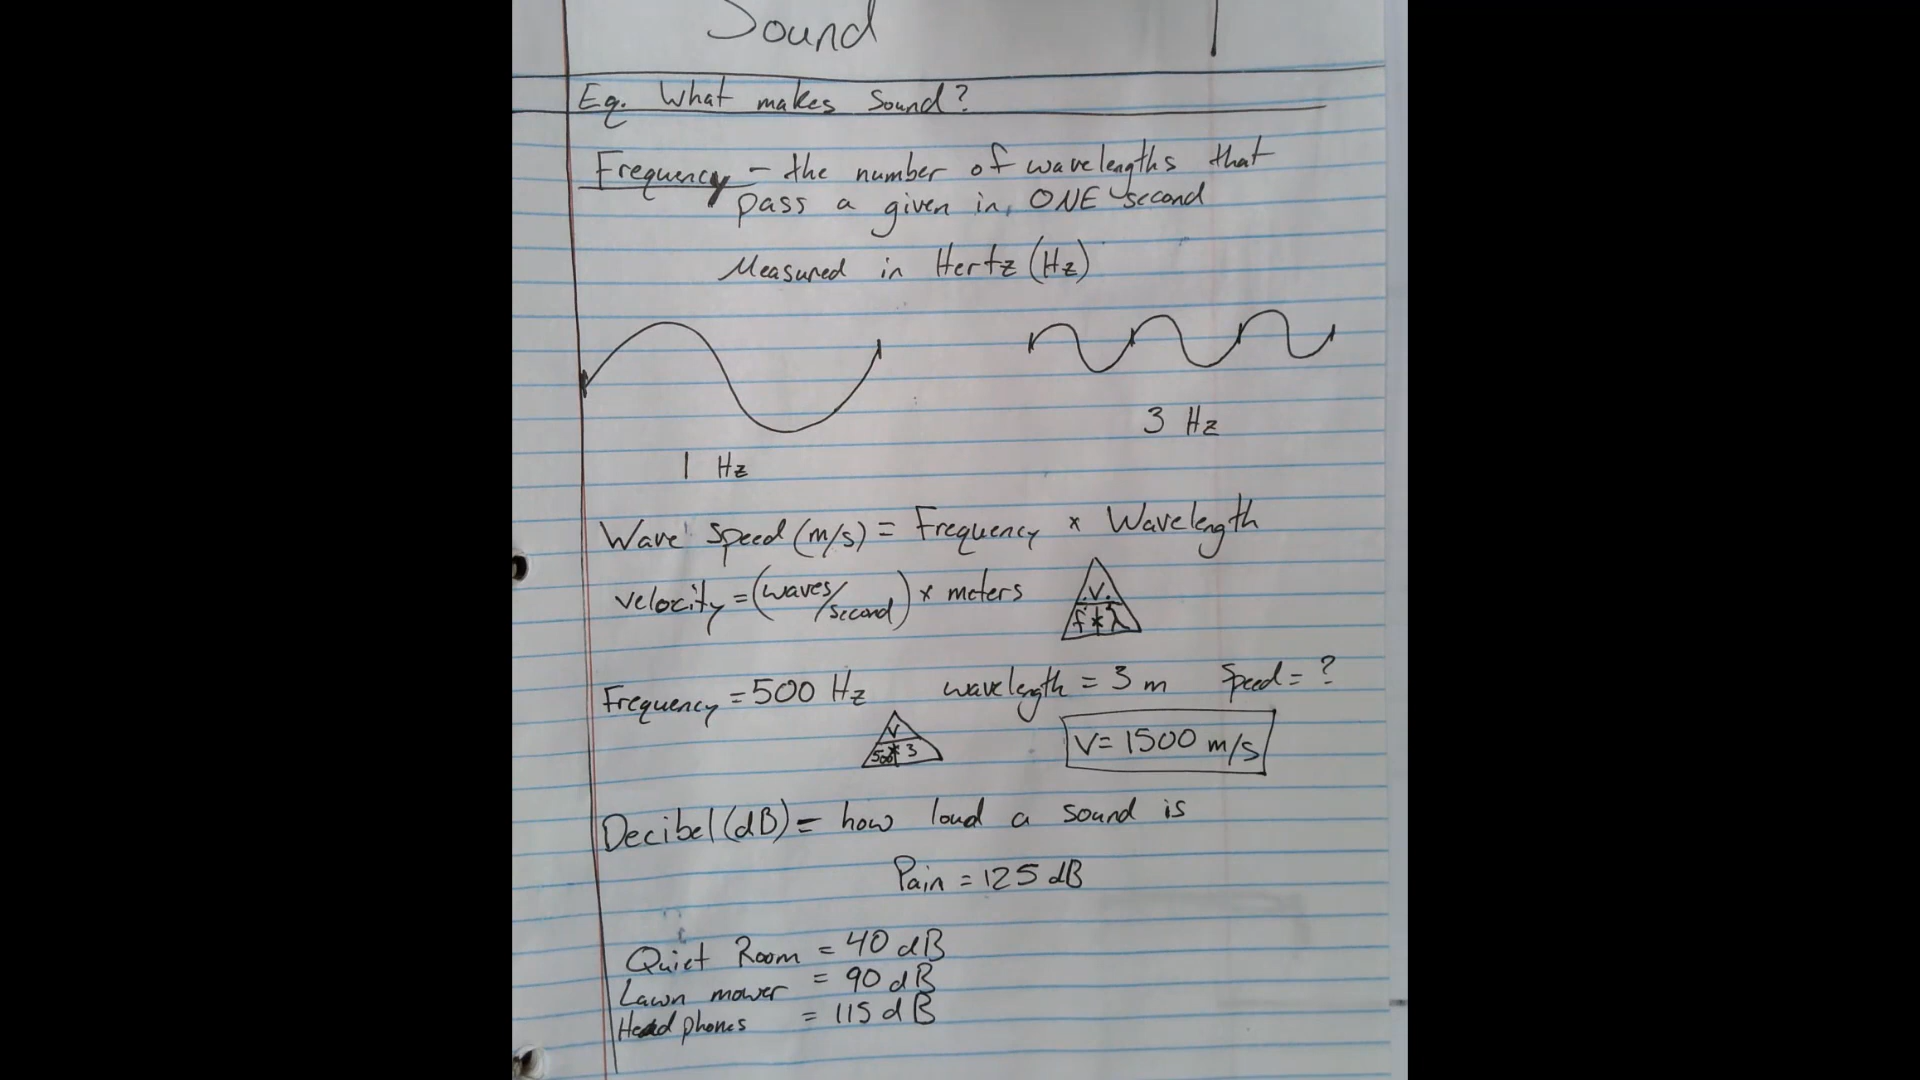 Sound
Eq. What makes Sound?
Frequency - the number of wavelengths that
pass a given in ONE second
Measured in Hertz (Hz)
1 Hz
3 Hz
Wave Speed (m/s) = Frequency * Wavelength
velocity = (waves/second) * meters
V
f * λ
Frequency = 500 Hz wavelength = 3 m Speed = ?
V
500 * 3
V = 1500 m/s
Decibel (dB) = how loud a sound is
Pain = 125 dB
Quiet Room = 40 dB
Lawn mower = 90 dB
Headphones = 115 dB